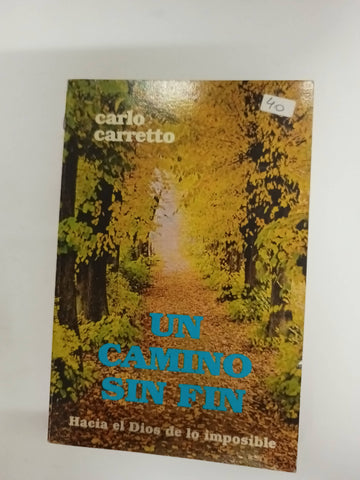 carlo
carretto
40
UN
CAMINO
SIN FIN
Hacia el Dios de lo imposible